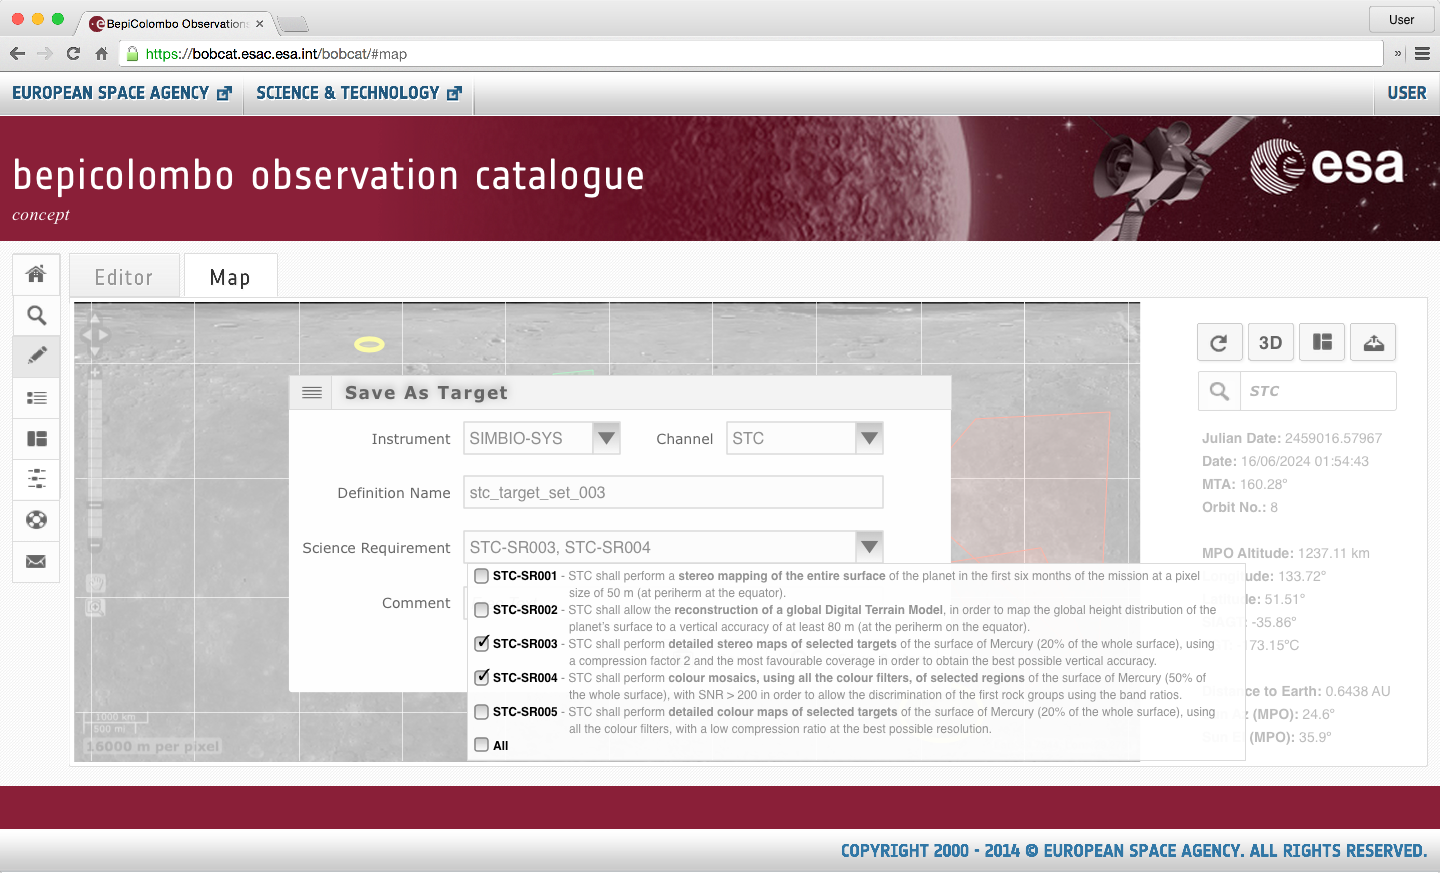 BepiColombo Observation
User
https://bobcat.esac.esa.int/bobcat/#map
EUROPEAN SPACE AGENCY
SCIENCE & TECHNOLOGY
USER
bepicolombo observation catalogue
concept
esa
Editor
Map
3D
STC
Save As Target
Instrument
SIMBIO-SYS
Channel
STC
Definition Name
stc_target_set_003
Science Requirement
STC-SR003, STC-SR004
Comment
STC-SR001 - STC shall perform a stereo mapping of the entire surface of the planet in the first six months of the mission at a pixel
size of 50 m (at periherm at the equator).
STC-SR002 - STC shall allow the reconstruction of a global Digital Terrain Model, in order to map the global height distribution of the
planet's surface to a vertical accuracy of at least 80 m (at the periherm on the equator).
STC-SR003 - STC shall perform detailed stereo maps of selected targets of the surface of Mercury (20% of the whole surface), using
a compression factor 2 and the most favourable coverage in order to obtain the best possible vertical accuracy.
STC-SR004 - STC shall perform colour mosaics, using all the colour filters, of selected regions of the surface of Mercury (50% of
the whole surface), with SNR > 200 in order to allow the discrimination of the first rock groups using the band ratios.
STC-SR005 - STC shall perform detailed colour maps of selected targets of the surface of Mercury (20% of the whole surface), using
all the colour filters, with a low compression ratio at the best possible resolution.
All
Julian Date: 2459016.57967
Date: 16/06/2024 01:54:43
MTA: 160.28°
Orbit No.: 8
MPO Altitude: 1237.11 km
Longitude: 133.72°
Latitude: 51.51°
-35.86°
173.15°C
Distance to Earth: 0.6438 AU
(MPO): 24.6°
(MPO): 35.9°
1000 km
500 mi
16000 m per pixel
COPYRIGHT 2000 - 2014 © EUROPEAN SPACE AGENCY. ALL RIGHTS RESERVED.